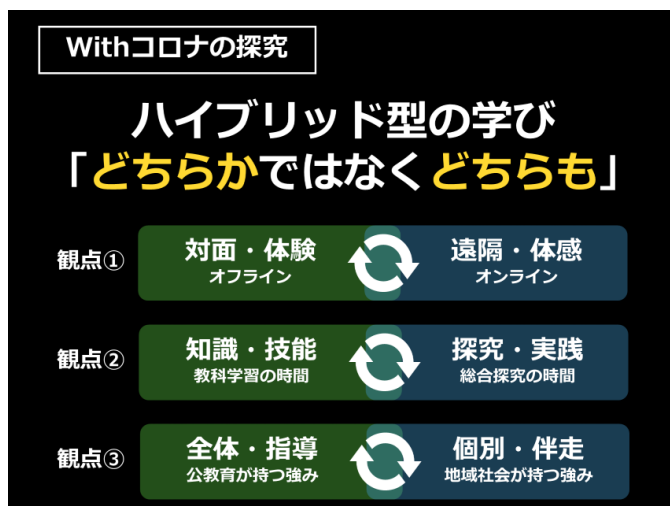 Withコロナの探究
ハイブリッド型の学び
「どちらかではなくどちらも」
観点①
対面・体験
オフライン
遠隔・体感
オンライン
観点②
知識・技能
教科学習の時間
探究・実践
総合探究の時間
観点③
全体・指導
公教育が持つ強み
個別・伴走
地域社会が持つ強み